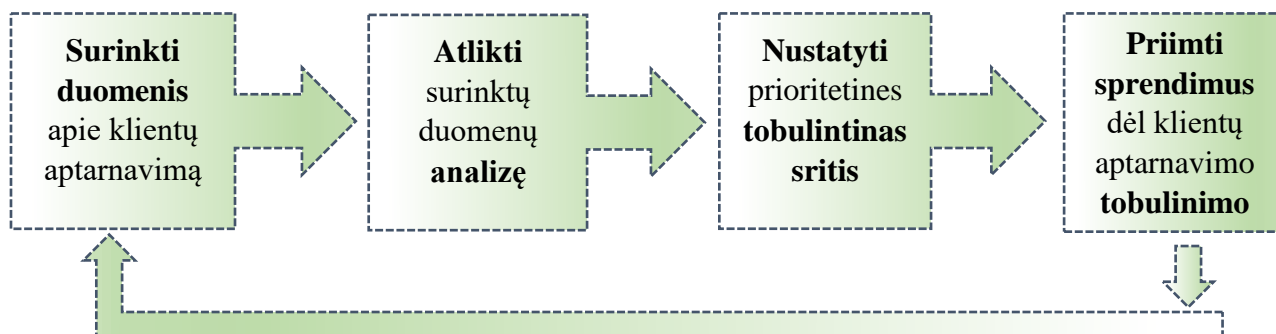 Surinkti
duomenis
apie klientų
aptarnavimą
Atlikti
surinktų
duomenų
analizę
Nustatyti
prioritetines
tobulintinas
sritis
Priimti
sprendimus
dėl klientų
aptarnavimo
tobulinimo